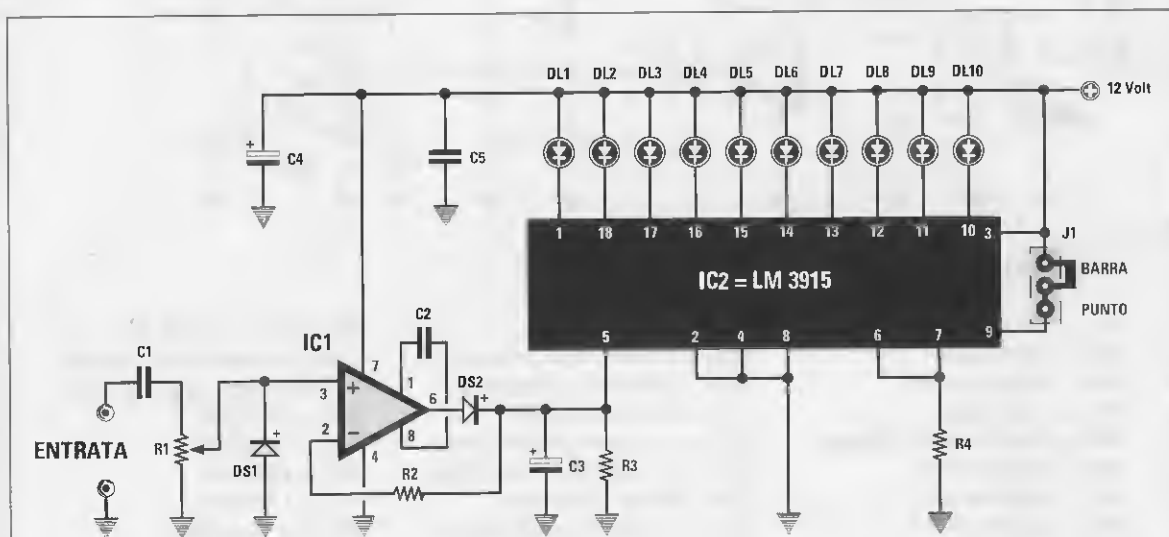 DL1 DL2 DL3 DL4 DL5 DL6 DL7 DL8 DL9 DL10
12 Volt
+ C4
C5
1 18 17 16 15 14 13 12 11 10 3
J1
IC2 = LM 3915
BARRA
PUNTO
5 2 4 8 6 7 9
IC1
C2
C1
7
1
DS2
3 +
6 +
2 −
8
4
ENTRATA
R1
+
DS1
R2
+
C3
R3
R4